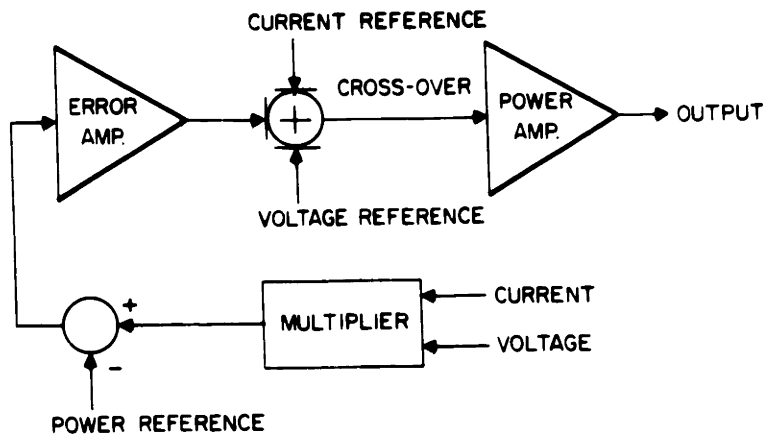 CURRENT REFERENCE
ERROR
AMP.
+
CROSS-OVER
POWER
AMP.
OUTPUT
VOLTAGE REFERENCE
+
-
MULTIPLIER
CURRENT
VOLTAGE
POWER REFERENCE